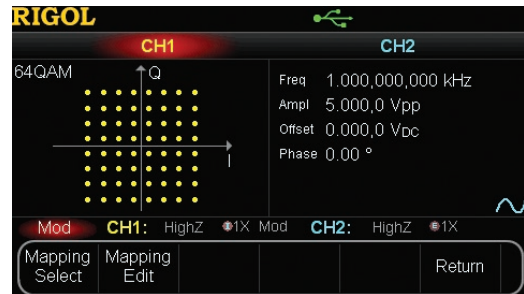 RIGOL
CH1 CH2
64QAM Q
I
Freq 1.000,000,000 kHz
Ampl 5.000,0 Vpp
Offset 0.000,0 VDC
Phase 0.00 °
Mod CH1: HighZ 1X Mod CH2: HighZ 1X
Mapping Select Mapping Edit Return